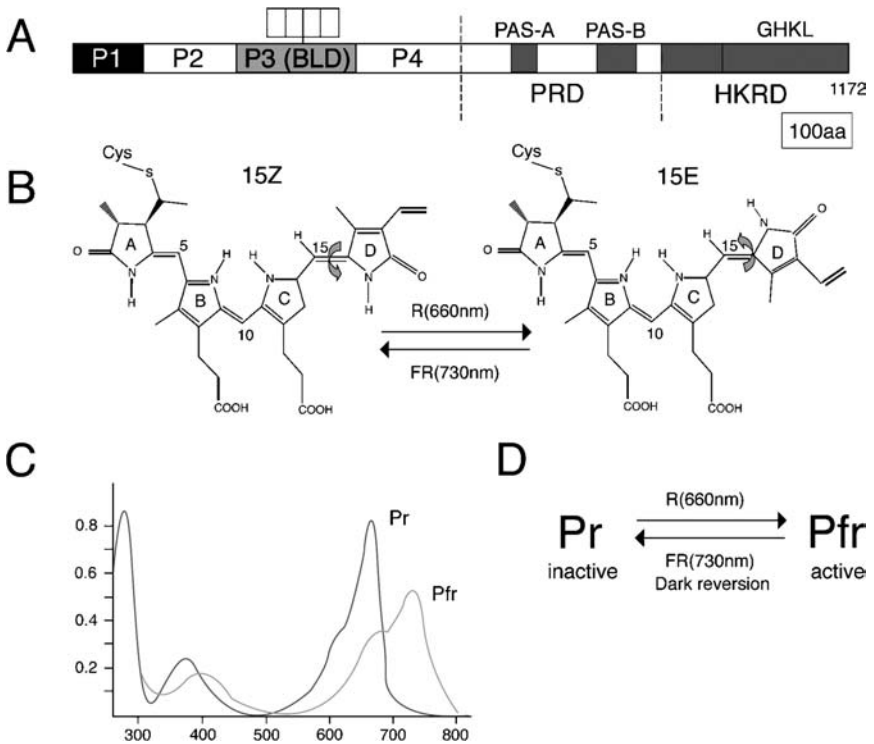 A
PAS-A PAS-B GHKL
P1 P2 P3 (BLD) P4
PRD HKRD 1172
100aa
B
Cys 15Z
S
A 5 N H
O
B N H
10
C H N
H 15
D N H
O
COOH COOH
R(660nm)
FR(730nm)
Cys 15E
S
A 5 N H
O
B N H
10
C H N
H 15
D H N
O
COOH COOH
C
0.8
0.6
0.4
0.2
Pr
Pfr
300 400 500 600 700 800
D
R(660nm)
Pr Pfr
FR(730nm)
inactive Dark reversion active